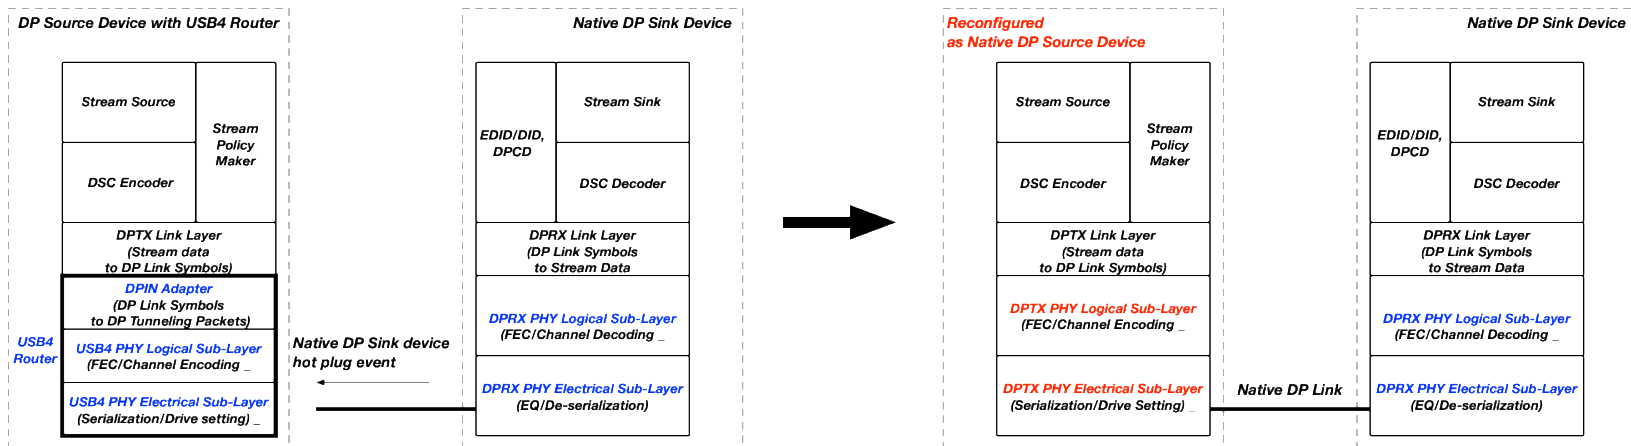 DP Source Device with USB4 Router
Stream Source
Stream
Policy
Maker
DSC Encoder
DPTX Link Layer
(Stream data
to DP Link Symbols)
DPIN Adapter
(DP Link Symbols
to DP Tunneling Packets)
USB4
Router
USB4 PHY Logical Sub-Layer
(FEC/Channel Encoding _
USB4 PHY Electrical Sub-Layer
(Serialization/Drive setting) _
Native DP Sink device
hot plug event
Native DP Sink Device
EDID/DID,
DPCD
Stream Sink
DSC Decoder
DPRX Link Layer
(DP Link Symbols
to Stream Data
DPRX PHY Logical Sub-Layer
(FEC/Channel Decoding _
DPRX PHY Electrical Sub-Layer
(EQ/De-serialization)
Reconfigured
as Native DP Source Device
Stream Source
Stream
Policy
Maker
DSC Encoder
DPTX Link Layer
(Stream data
to DP Link Symbols)
DPTX PHY Logical Sub-Layer
(FEC/Channel Encoding _
DPTX PHY Electrical Sub-Layer
(Serialization/Drive Setting) _
Native DP Link
Native DP Sink Device
EDID/DID,
DPCD
Stream Sink
DSC Decoder
DPRX Link Layer
(DP Link Symbols
to Stream Data
DPRX PHY Logical Sub-Layer
(FEC/Channel Decoding _
DPRX PHY Electrical Sub-Layer
(EQ/De-serialization)